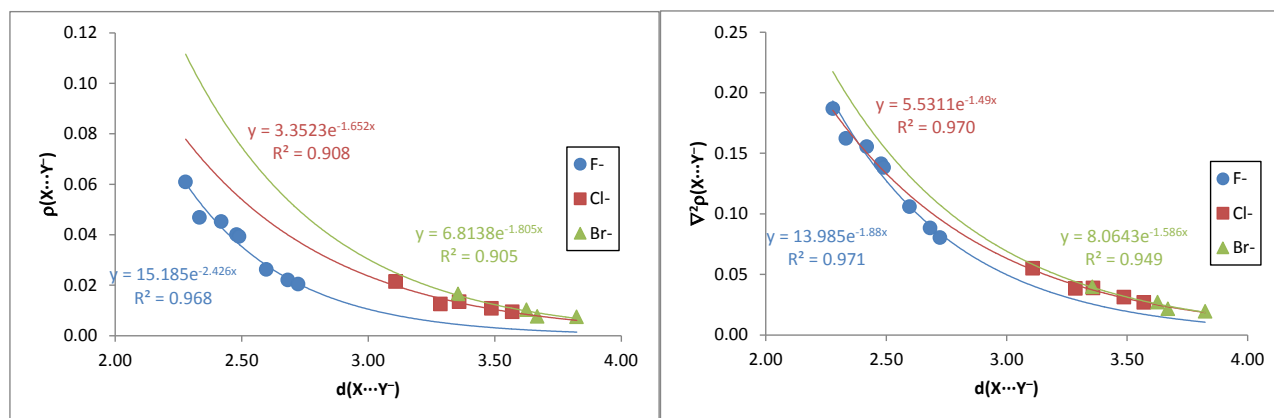 0.12
0.10
0.08
0.06
0.04
0.02
0.00
ρ(X···Y⁻)
y = 3.3523e^-1.652x
R² = 0.908
y = 6.8138e^-1.805x
R² = 0.905
y = 15.185e^-2.426x
R² = 0.968
F-
Cl-
Br-
2.00 2.50 3.00 3.50 4.00
d(X···Y⁻)
0.25
0.20
0.15
0.10
0.05
0.00
∇²ρ(X···Y⁻)
y = 5.5311e^-1.49x
R² = 0.970
y = 13.985e^-1.88x
R² = 0.971
y = 8.0643e^-1.586x
R² = 0.949
F-
Cl-
Br-
2.00 2.50 3.00 3.50 4.00
d(X···Y⁻)